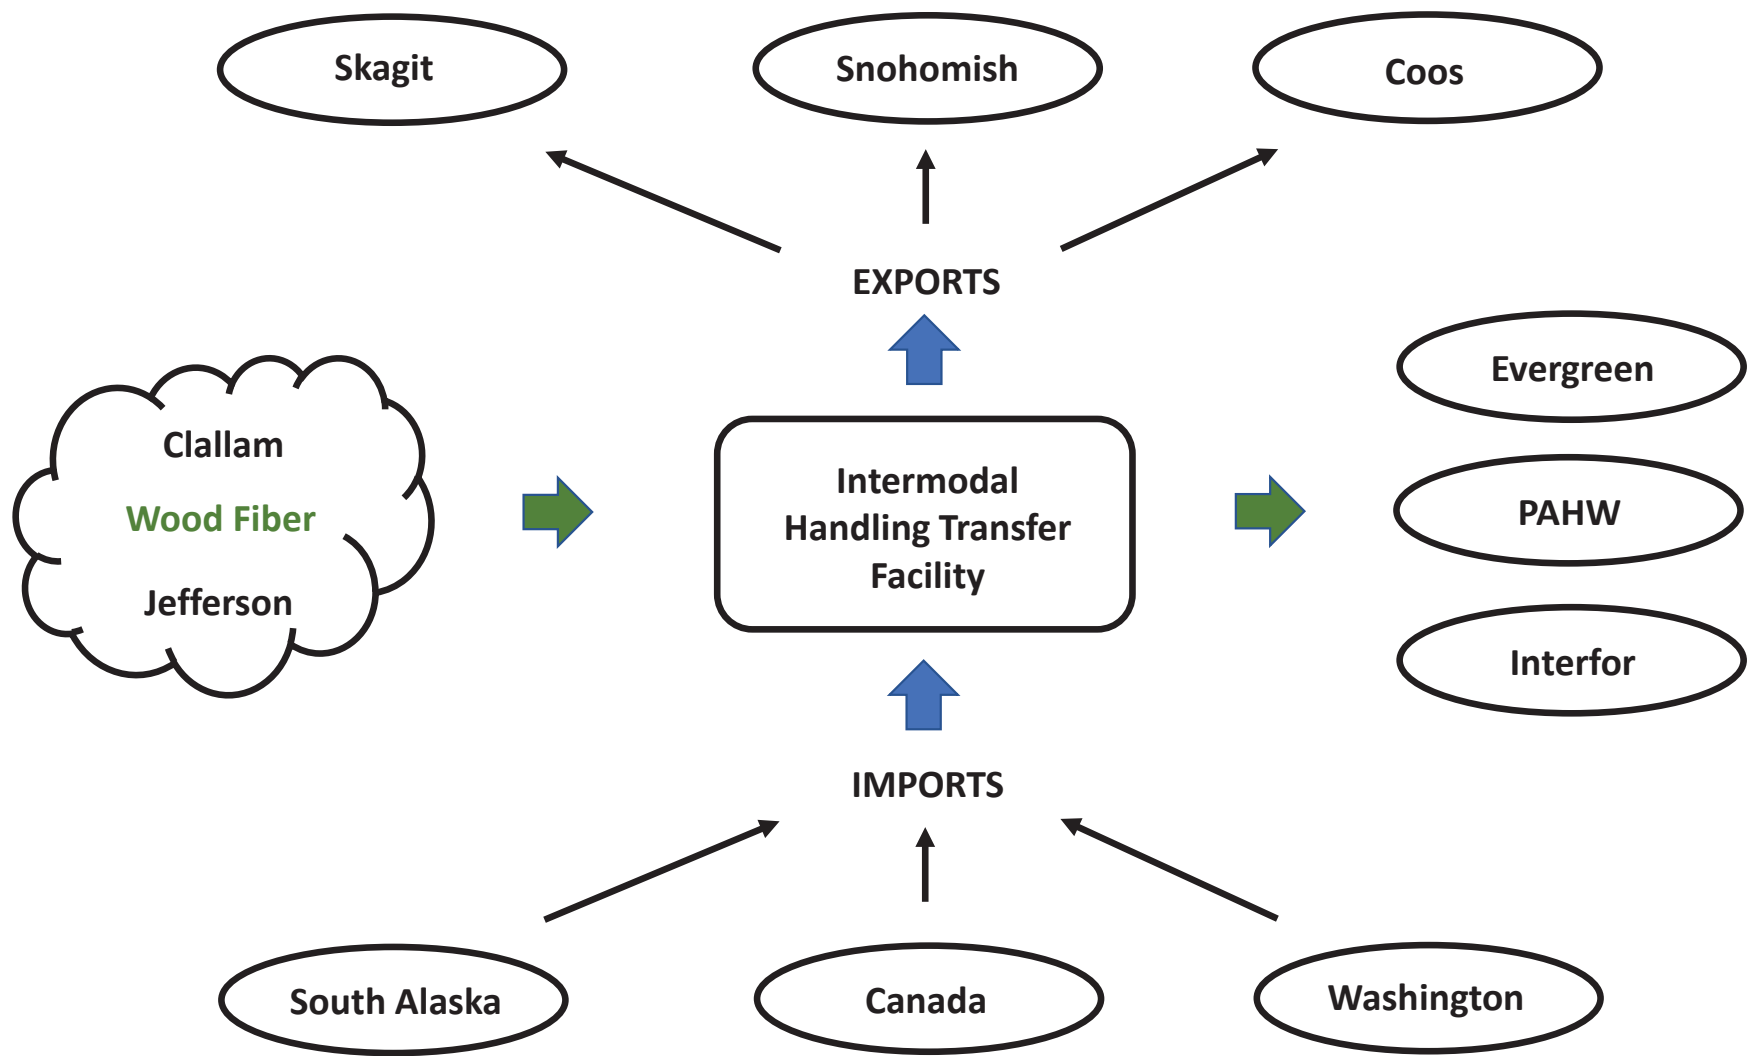 Skagit
Snohomish
Coos
EXPORTS
Clallam
Wood Fiber
Jefferson
Intermodal
Handling Transfer
Facility
Evergreen
PAHW
Interfor
IMPORTS
South Alaska
Canada
Washington